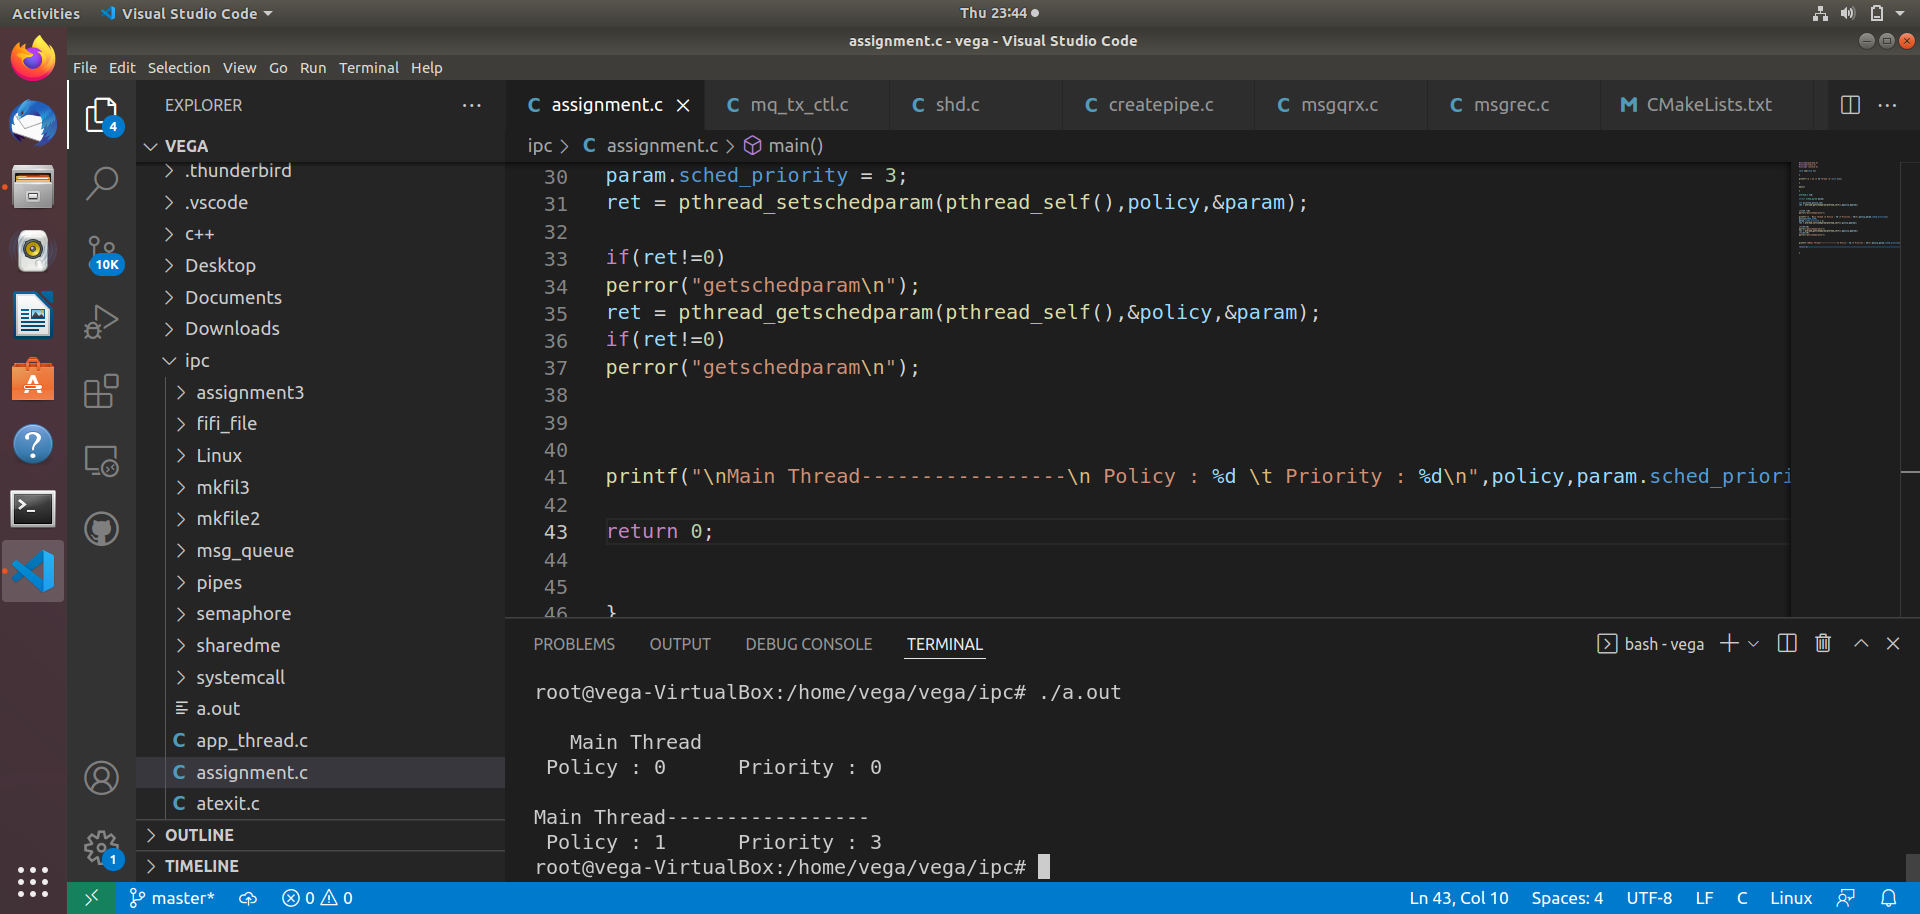 Activities Visual Studio Code Thu 23:44
assignment.c - vega - Visual Studio Code
File Edit Selection View Go Run Terminal Help
EXPLORER
VEGA
.thunderbird
.vscode
c++
Desktop
Documents
Downloads
ipc
assignment3
fifi_file
Linux
mkfil3
mkfile2
msg_queue
pipes
semaphore
sharedme
systemcall
a.out
app_thread.c
assignment.c
atexit.c
OUTLINE
TIMELINE
4
10K
1
assignment.c mq_tx_ctl.c shd.c createpipe.c msgqrx.c msgrec.c CMakeLists.txt
ipc > C assignment.c > main()
30 param.sched_priority = 3;
31 ret = pthread_setschedparam(pthread_self(),policy,&param);
32
33 if(ret!=0)
34 perror("getschedparam\n");
35 ret = pthread_getschedparam(pthread_self(),&policy,&param);
36 if(ret!=0)
37 perror("getschedparam\n");
38
39
40
41 printf("\nMain Thread-----------------\n Policy : %d \t Priority : %d\n",policy,param.sched_priori
42
43 return 0;
44
45
46 }
PROBLEMS OUTPUT DEBUG CONSOLE TERMINAL bash - vega
root@vega-VirtualBox:/home/vega/vega/ipc# ./a.out
Main Thread
Policy : 0 Priority : 0
Main Thread-----------------
Policy : 1 Priority : 3
root@vega-VirtualBox:/home/vega/vega/ipc#
master* 0 0 Ln 43, Col 10 Spaces: 4 UTF-8 LF C Linux